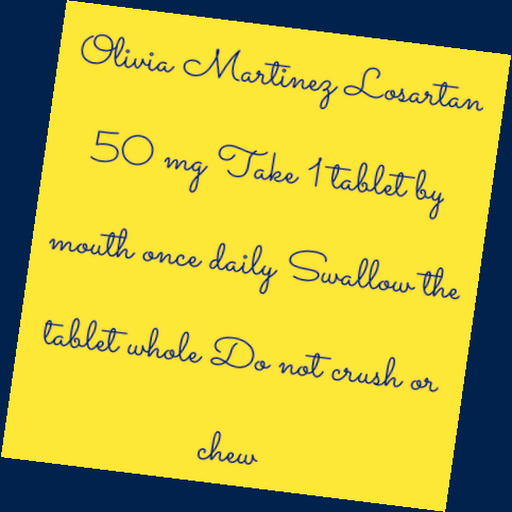 Olivia Martinez Losartan
50 mg Take 1 tablet by
mouth once daily Swallow the
tablet whole Do not crush or
chew